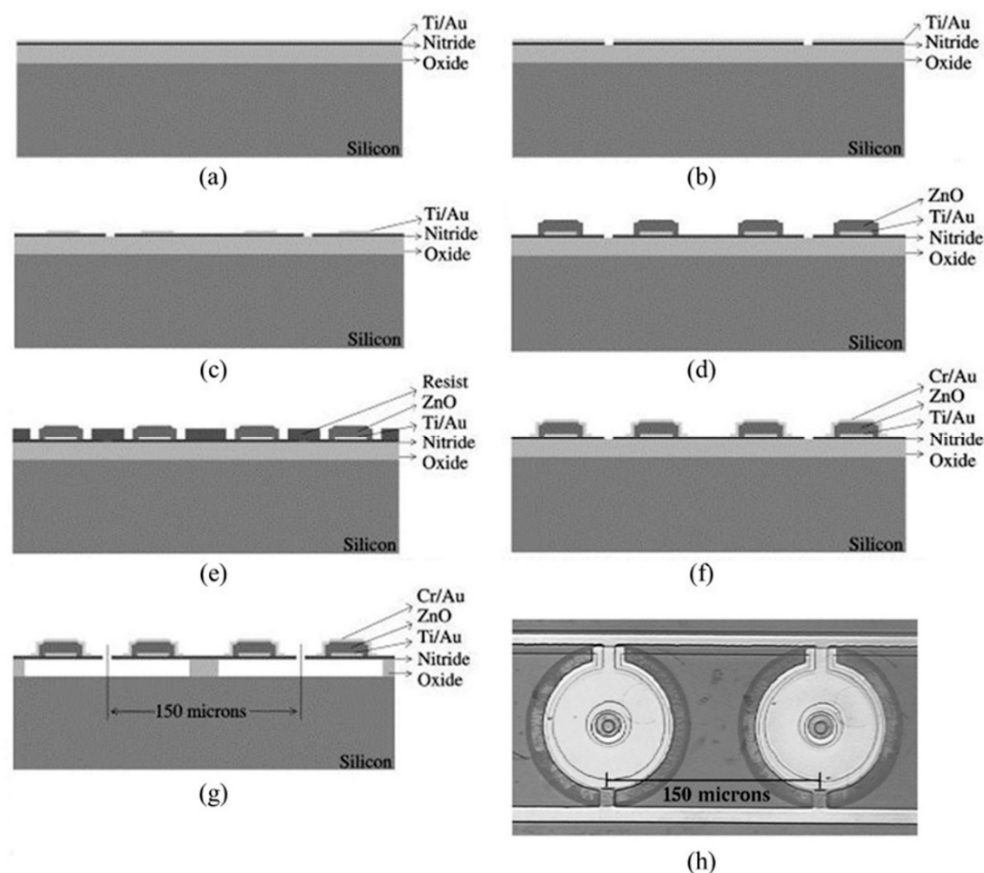 Ti/Au
Nitride
Oxide
Silicon
(a)
Ti/Au
Nitride
Oxide
Silicon
(b)
Ti/Au
Nitride
Oxide
Silicon
(c)
ZnO
Ti/Au
Nitride
Oxide
Silicon
(d)
Resist
ZnO
Ti/Au
Nitride
Oxide
Silicon
(e)
Cr/Au
ZnO
Ti/Au
Nitride
Oxide
Silicon
(f)
Cr/Au
ZnO
Ti/Au
Nitride
Oxide
150 microns
Silicon
(g)
150 microns
(h)